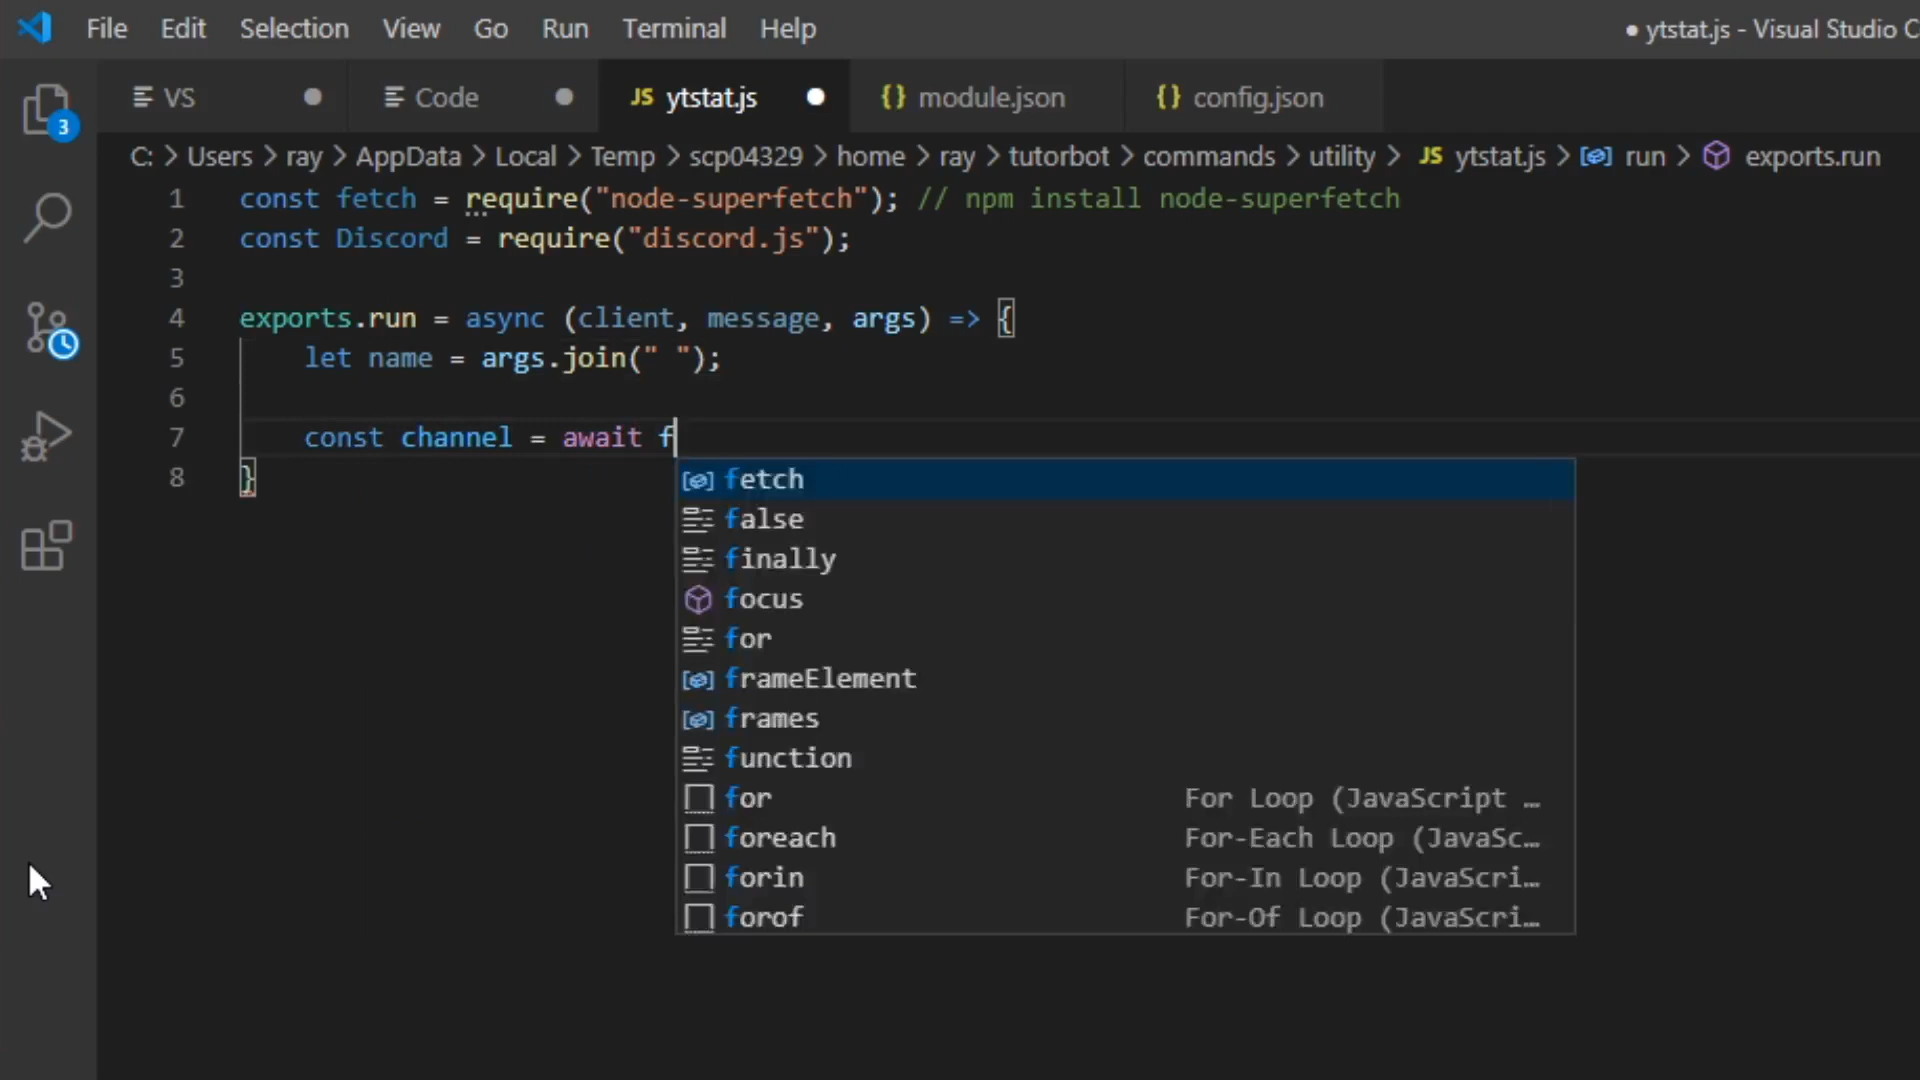 File Edit Selection View Go Run Terminal Help ● ytstat.js - Visual Studio C
VS Code JS ytstat.js {} module.json {} config.json
3
C: > Users > ray > AppData > Local > Temp > scp04329 > home > ray > tutorbot > commands > utility > JS ytstat.js > run > exports.run
1 const fetch = require("node-superfetch"); // npm install node-superfetch
2 const Discord = require("discord.js");
3
4 exports.run = async (client, message, args) => {
5 let name = args.join(" ");
6
7 const channel = await f
8 }
fetch
false
finally
focus
for
frameElement
frames
function
for For Loop (JavaScript …
foreach For-Each Loop (JavaSc…
forin For-In Loop (JavaScri…
forof For-Of Loop (JavaScri…